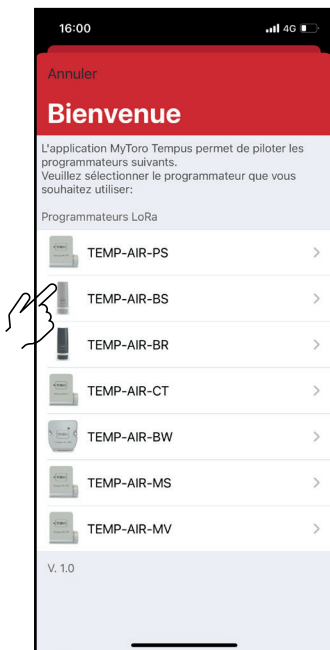 16:00
4G
Annuler
Bienvenue
L'application MyToro Tempus permet de piloter les
programmateurs suivants.
Veuillez sélectionner le programmateur que vous
souhaitez utiliser:
Programmateurs LoRa
TEMP-AIR-PS
TEMP-AIR-BS
TEMP-AIR-BR
TEMP-AIR-CT
TEMP-AIR-BW
TEMP-AIR-MS
TEMP-AIR-MV
V. 1.0